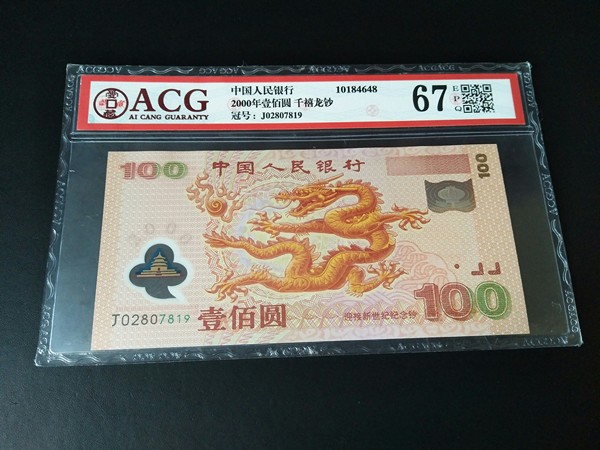 ACG
AI CANG GUARANTY
中国人民银行 10184648
2000年壹佰圆 千禧龙钞
冠号：J02807819
67
EPQ
100 中国人民银行 100
2000
J02807819
壹佰圆
迎接新世纪纪念钞
100